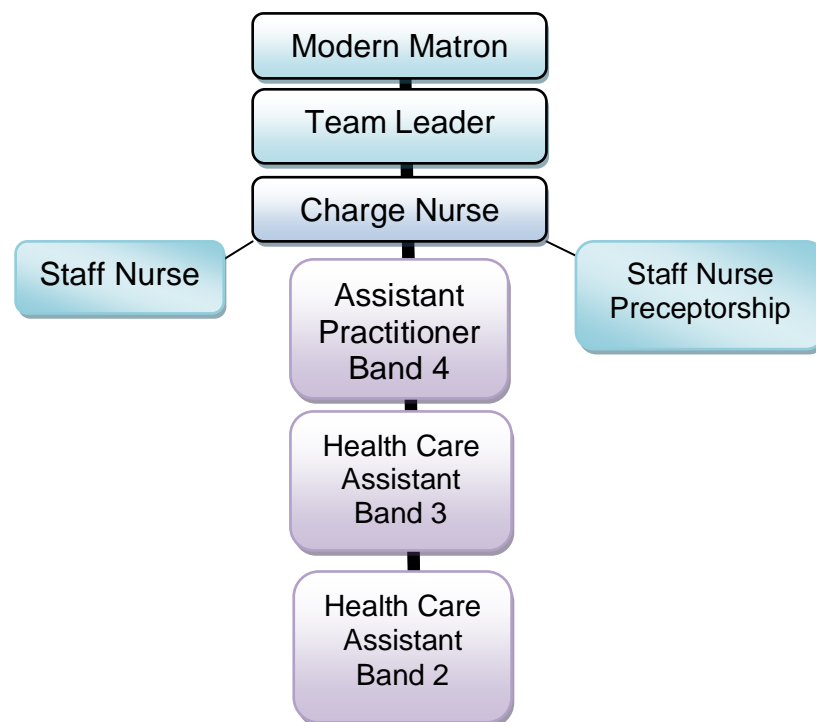 Modern Matron
Team Leader
Charge Nurse
Staff Nurse
Assistant
Practitioner
Band 4
Staff Nurse
Preceptorship
Health Care
Assistant
Band 3
Health Care
Assistant
Band 2